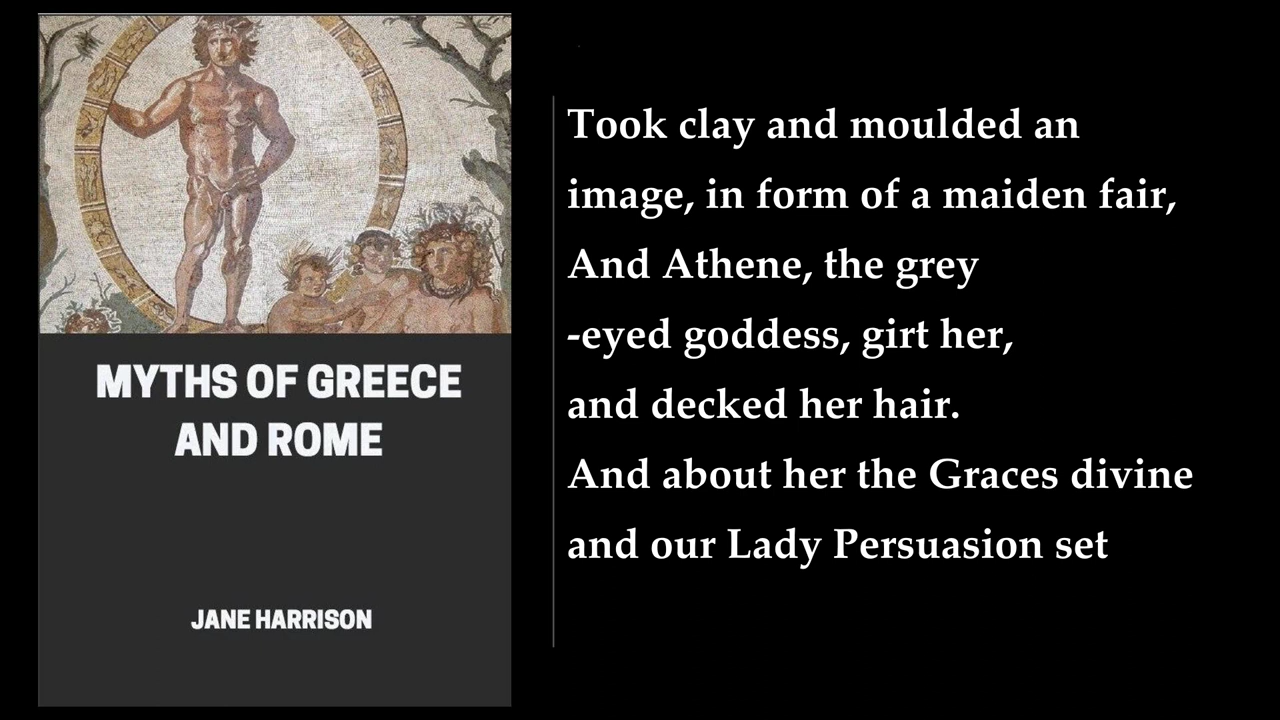 MYTHS OF GREECE
AND ROME
JANE HARRISON
Took clay and moulded an
image, in form of a maiden fair,
And Athene, the grey
-eyed goddess, girt her,
and decked her hair.
And about her the Graces divine
and our Lady Persuasion set